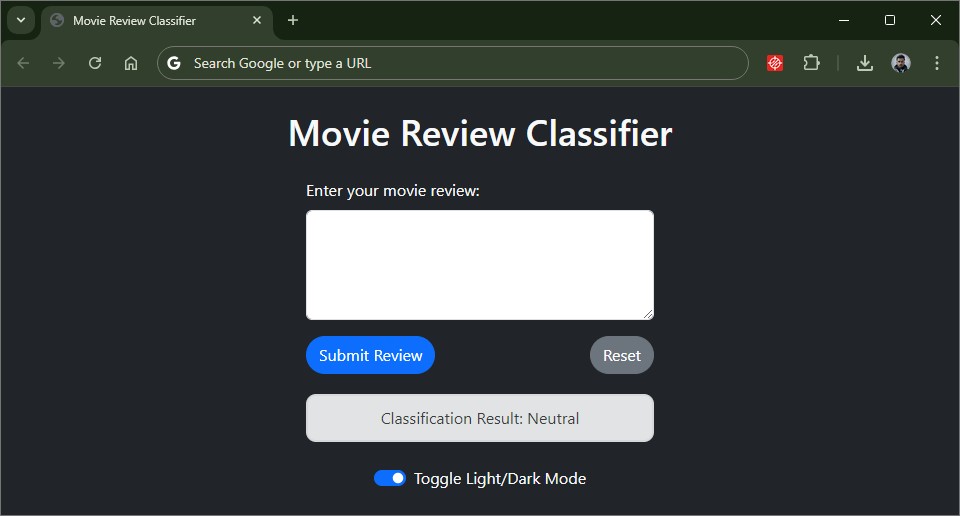 Movie Review Classifier
Search Google or type a URL
Movie Review Classifier
Enter your movie review:
Submit Review
Reset
Classification Result: Neutral
Toggle Light/Dark Mode